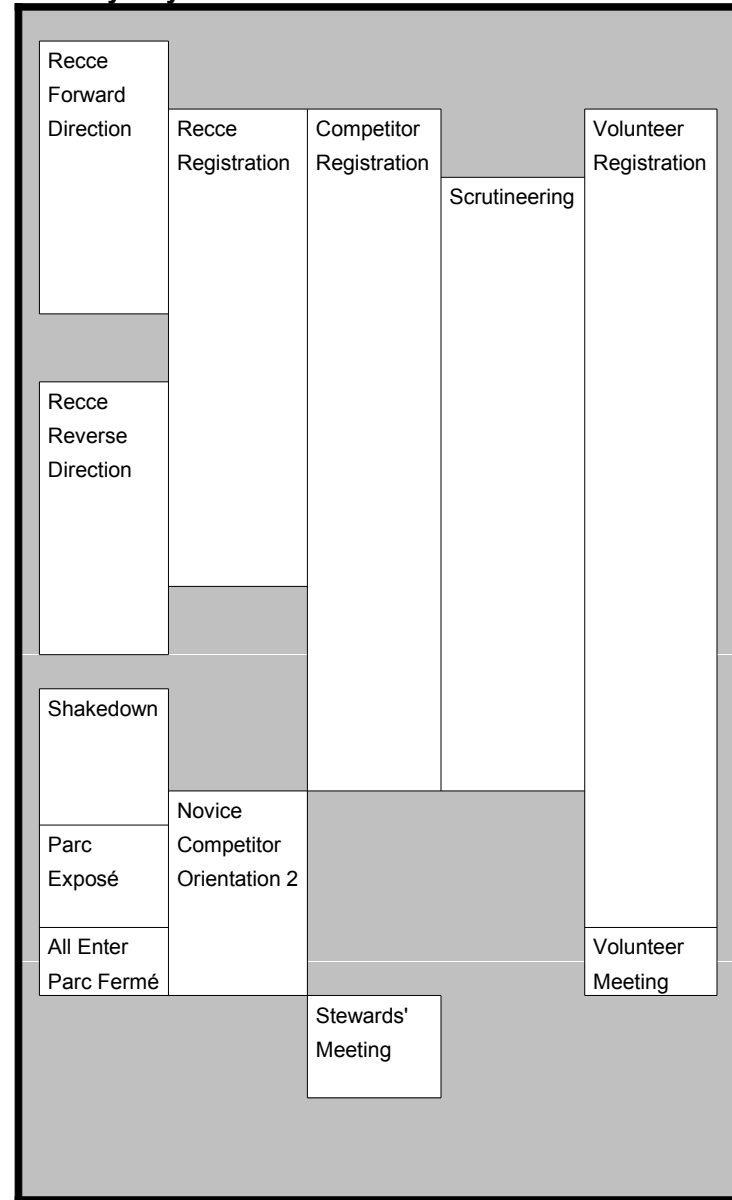 Recce
Forward
Direction
Recce
Registration
Competitor
Registration
Volunteer
Registration
Scrutineering
Recce
Reverse
Direction
Shakedown
Novice
Competitor
Orientation 2
Parc
Exposé
All Enter
Parc Fermé
Volunteer
Meeting
Stewards'
Meeting